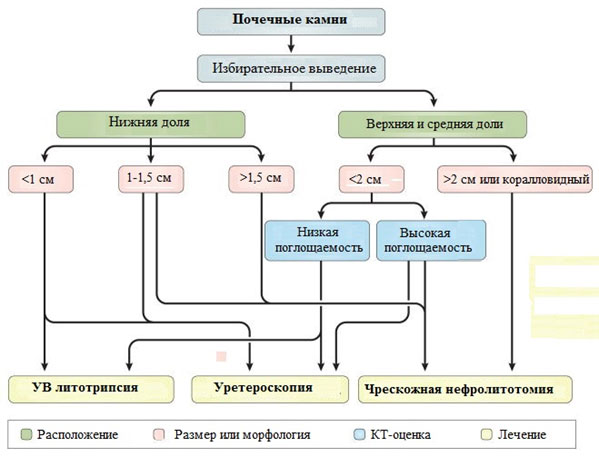 Почечные камни
Избирательное выведение
Нижняя доля
Верхняя и средняя доли
<1 см
1-1,5 см
>1,5 см
<2 см
>2 см или коралловидный
Низкая
поглощаемость
Высокая
поглощаемость
УВ литотрипсия
Уретероскопия
Чрескожная нефролитотомия
Расположение
Размер или морфология
КТ-оценка
Лечение